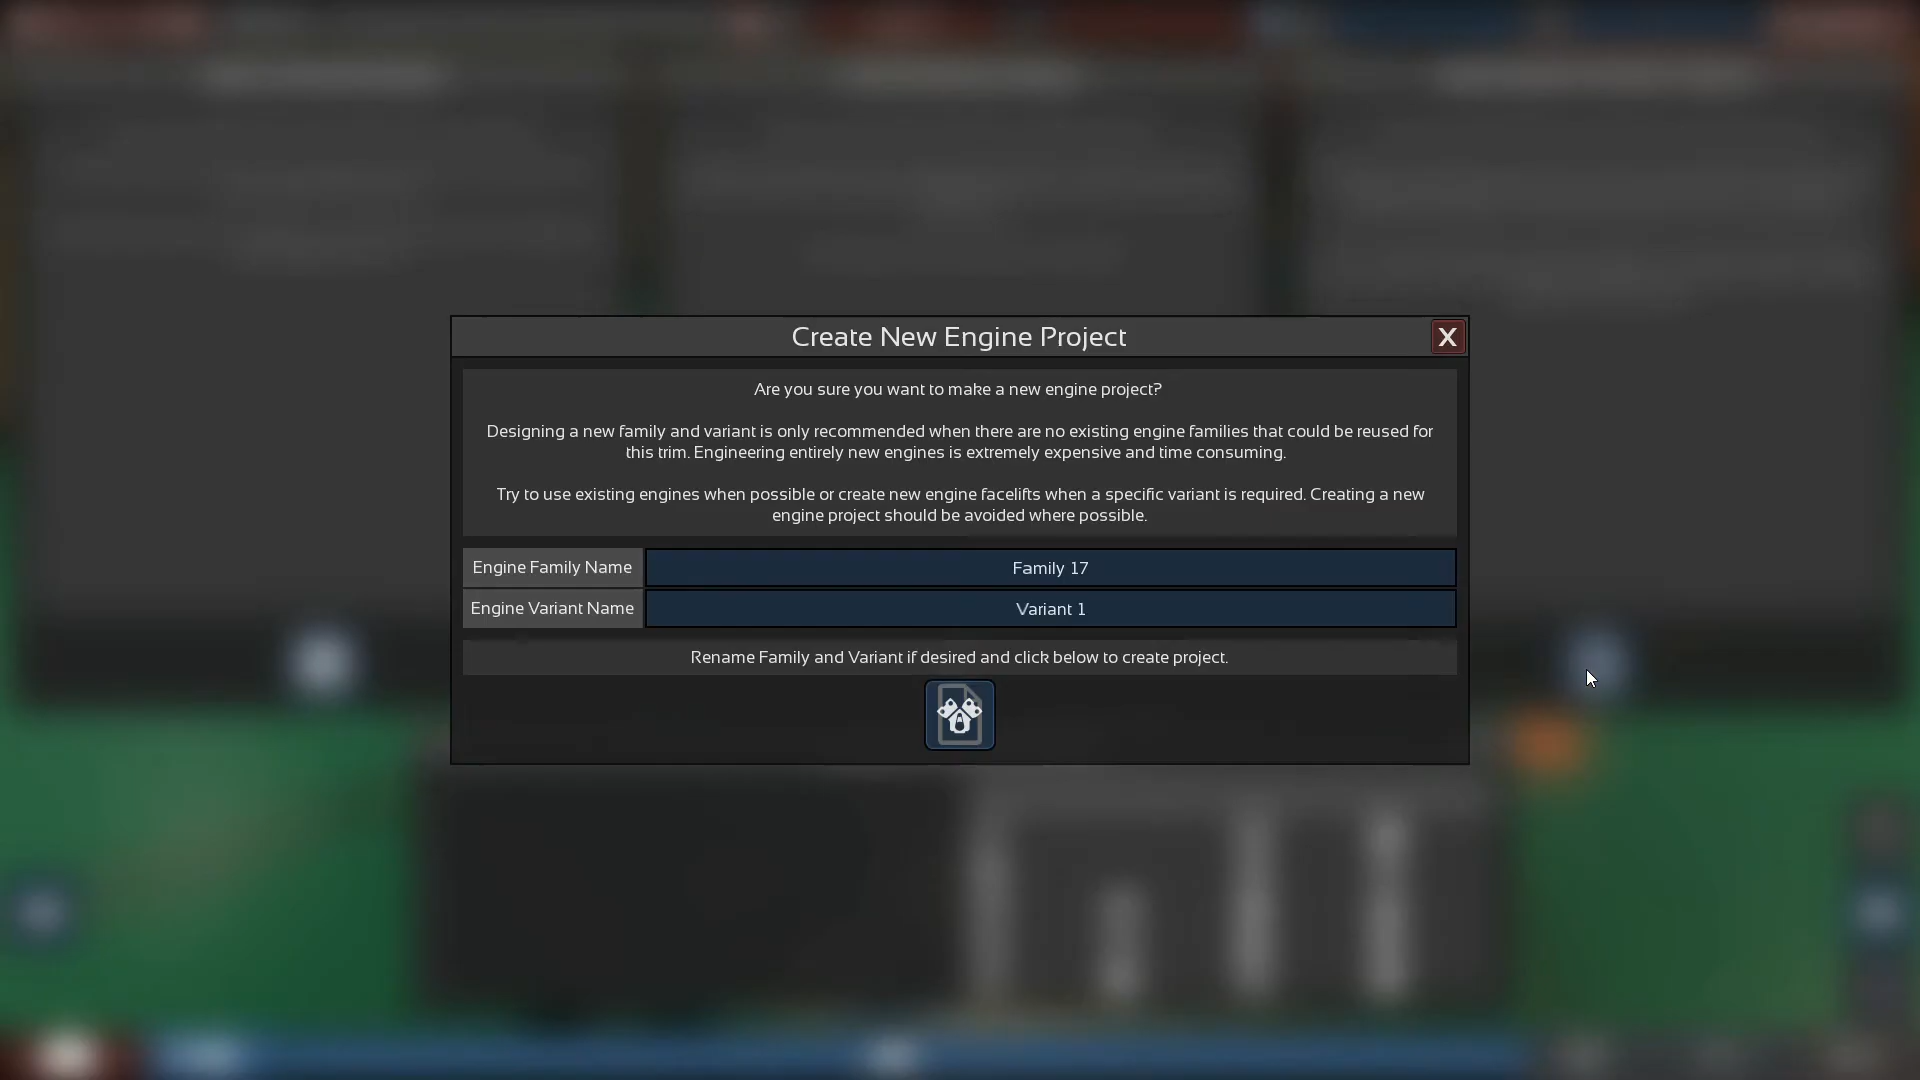 Create New Engine Project
X
Are you sure you want to make a new engine project?
Designing a new family and variant is only recommended when there are no existing engine families that could be reused for
this trim. Engineering entirely new engines is extremely expensive and time consuming.
Try to use existing engines when possible or create new engine facelifts when a specific variant is required. Creating a new
engine project should be avoided where possible.
Engine Family Name
Family 17
Engine Variant Name
Variant 1
Rename Family and Variant if desired and click below to create project.